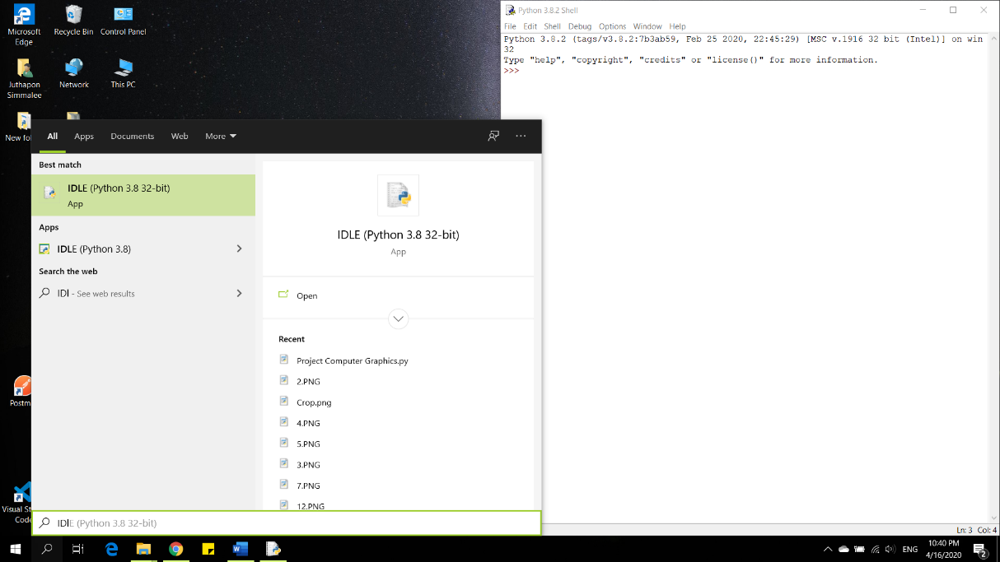 Microsoft
Edge
Recycle Bin
Control Panel
Juthapon
Simmalee
Network
This PC
New fol
Postm
Visual St
Code
Python 3.8.2 Shell
File Edit Shell Debug Options Window Help
Python 3.8.2 (tags/v3.8.2:7b3ab59, Feb 25 2020, 22:45:29) [MSC v.1916 32 bit (Intel)] on win
32
Type "help", "copyright", "credits" or "license()" for more information.
>>>
Ln: 3 Col: 4
All Apps Documents Web More
Best match
IDLE (Python 3.8 32-bit)
App
Apps
IDLE (Python 3.8)
Search the web
IDl - See web results
IDLE (Python 3.8 32-bit)
App
Open
Recent
Project Computer Graphics.py
2.PNG
Crop.png
4.PNG
5.PNG
3.PNG
7.PNG
12.PNG
IDlE (Python 3.8 32-bit)
ENG
10:40 PM
4/16/2020
2